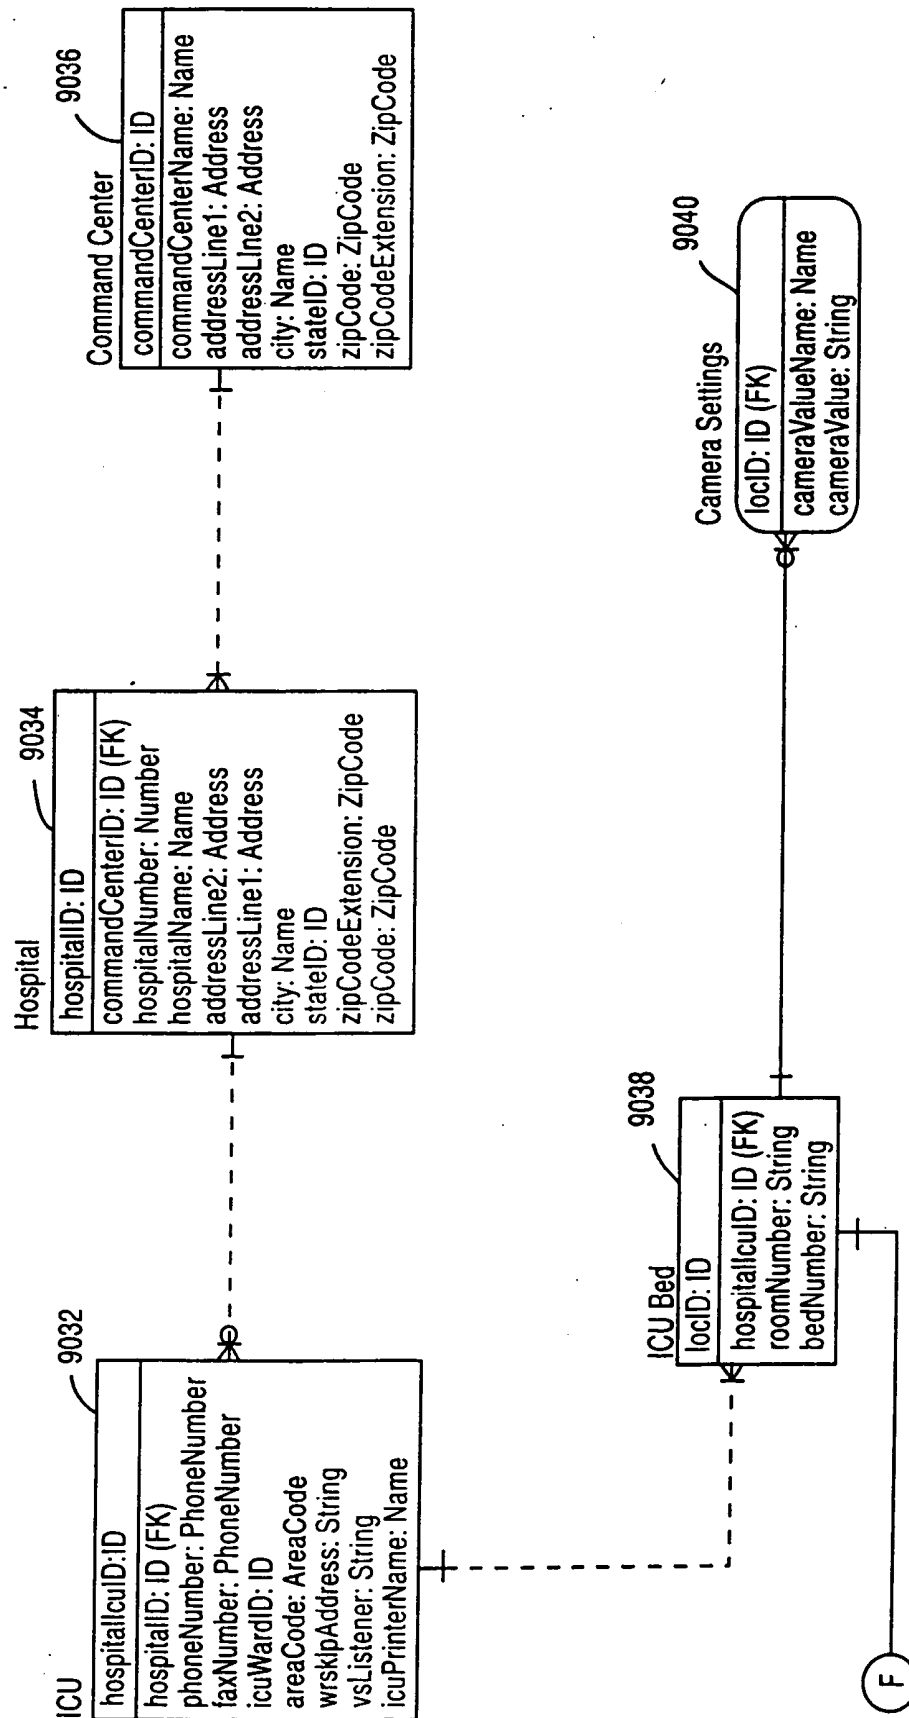 ICU
9032
hospitalIcuID:ID
hospitalID: ID (FK)
phoneNumber: PhoneNumber
faxNumber: PhoneNumber
icuWardID: ID
areaCode: AreaCode
wrskIpAddress: String
vsListener: String
icuPrinterName: Name
Hospital
9034
hospitalID: ID
commandCenterID: ID (FK)
hospitalNumber: Number
hospitalName: Name
addressLine2: Address
addressLine1: Address
city: Name
stateID: ID
zipCodeExtension: ZipCode
zipCode: ZipCode
Command Center
9036
commandCenterID: ID
commandCenterName: Name
addressLine1: Address
addressLine2: Address
city: Name
stateID: ID
zipCode: ZipCode
zipCodeExtension: ZipCode
ICU Bed
9038
locID: ID
hospitalIcuID: ID (FK)
roomNumber: String
bedNumber: String
Camera Settings
9040
locID: ID (FK)
cameraValueName: Name
cameraValue: String
F